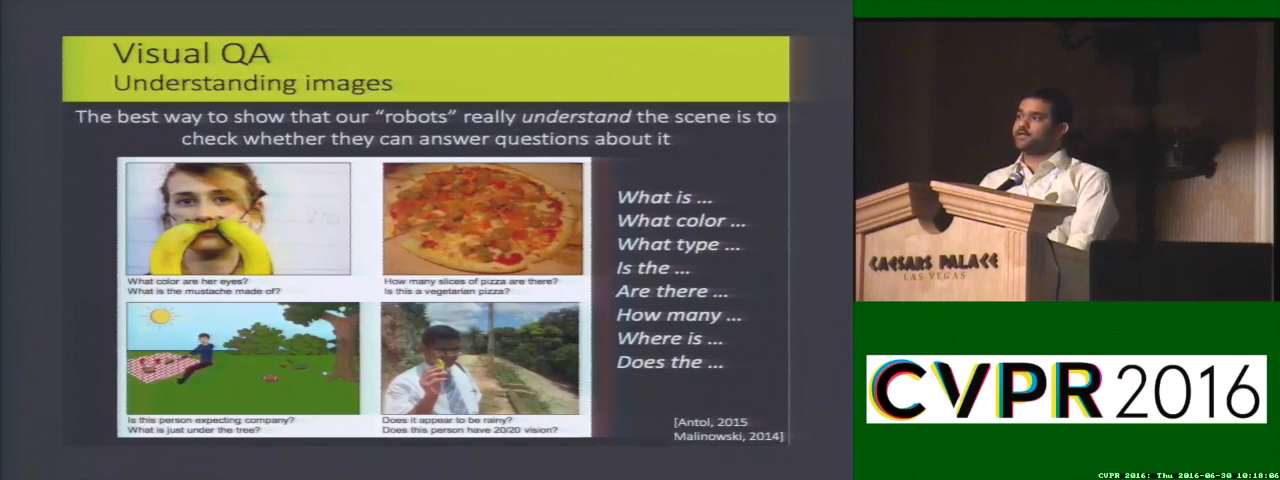 Visual QA
Understanding images
The best way to show that our “robots” really understand the scene is to
check whether they can answer questions about it
What color are her eyes?
What is the mustache made of?
How many slices of pizza are there?
Is this a vegetarian pizza?
Is this person expecting company?
What is just under the tree?
Does it appear to be rainy?
Does this person have 20/20 vision?
What is ...
What color ...
What type ...
Is the ...
Are there ...
How many ...
Where is ...
Does the ...
[Antol, 2015
Malinowski, 2014]
CAESARS PALACE
LAS VEGAS
CVPR 2016
CVPR 2016: Thu 2016-06-30 10:18:06